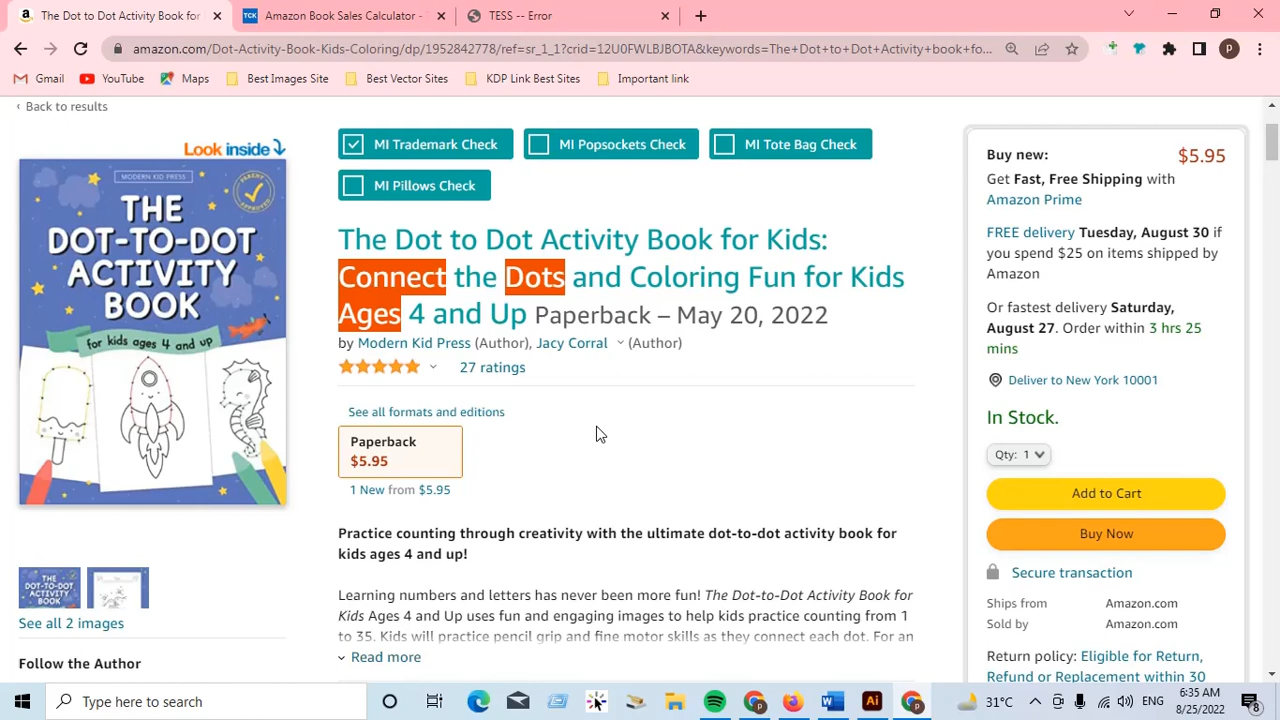 The Dot to Dot Activity Book for
Amazon Book Sales Calculator -
TESS -- Error
amazon.com/Dot-Activity-Book-Kids-Coloring/dp/1952842778/ref=sr_1_1?crid=12U0FWLBJBOTA&keywords=The+Dot+to+Dot+Activity+book+fo...
Gmail
YouTube
Maps
Best Images Site
Best Vector Sites
KDP Link Best Sites
Important link
‹ Back to results
Look inside
MODERN KID PRESS
PARENT
APPROVED
THE
DOT-TO-DOT
ACTIVITY
BOOK
for kids ages 4 and up
See all 2 images
Follow the Author
MI Trademark Check
MI Popsockets Check
MI Tote Bag Check
MI Pillows Check
The Dot to Dot Activity Book for Kids:
Connect the Dots and Coloring Fun for Kids
Ages 4 and Up Paperback – May 20, 2022
by Modern Kid Press (Author), Jacy Corral (Author)
27 ratings
See all formats and editions
Paperback
$5.95
1 New from $5.95
Practice counting through creativity with the ultimate dot-to-dot activity book for
kids ages 4 and up!
Learning numbers and letters has never been more fun! The Dot-to-Dot Activity Book for
Kids Ages 4 and Up uses fun and engaging images to help kids practice counting from 1
to 35. Kids will practice pencil grip and fine motor skills as they connect each dot. For an
Read more
Buy new:
$5.95
Get Fast, Free Shipping with
Amazon Prime
FREE delivery Tuesday, August 30 if
you spend $25 on items shipped by
Amazon
Or fastest delivery Saturday,
August 27. Order within 3 hrs 25
mins
Deliver to New York 10001
In Stock.
Qty: 1
Add to Cart
Buy Now
Secure transaction
Ships from Amazon.com
Sold by Amazon.com
Return policy: Eligible for Return,
Refund or Replacement within 30
Type here to search
31°C
ENG
6:35 AM
8/25/2022
8